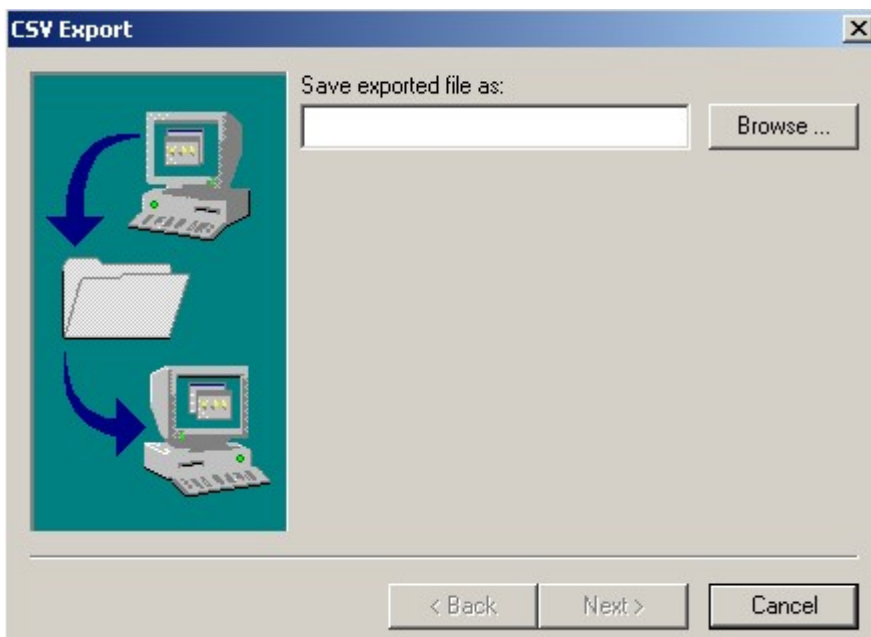 CSV Export
Save exported file as:
Browse ...
< Back
Next >
Cancel